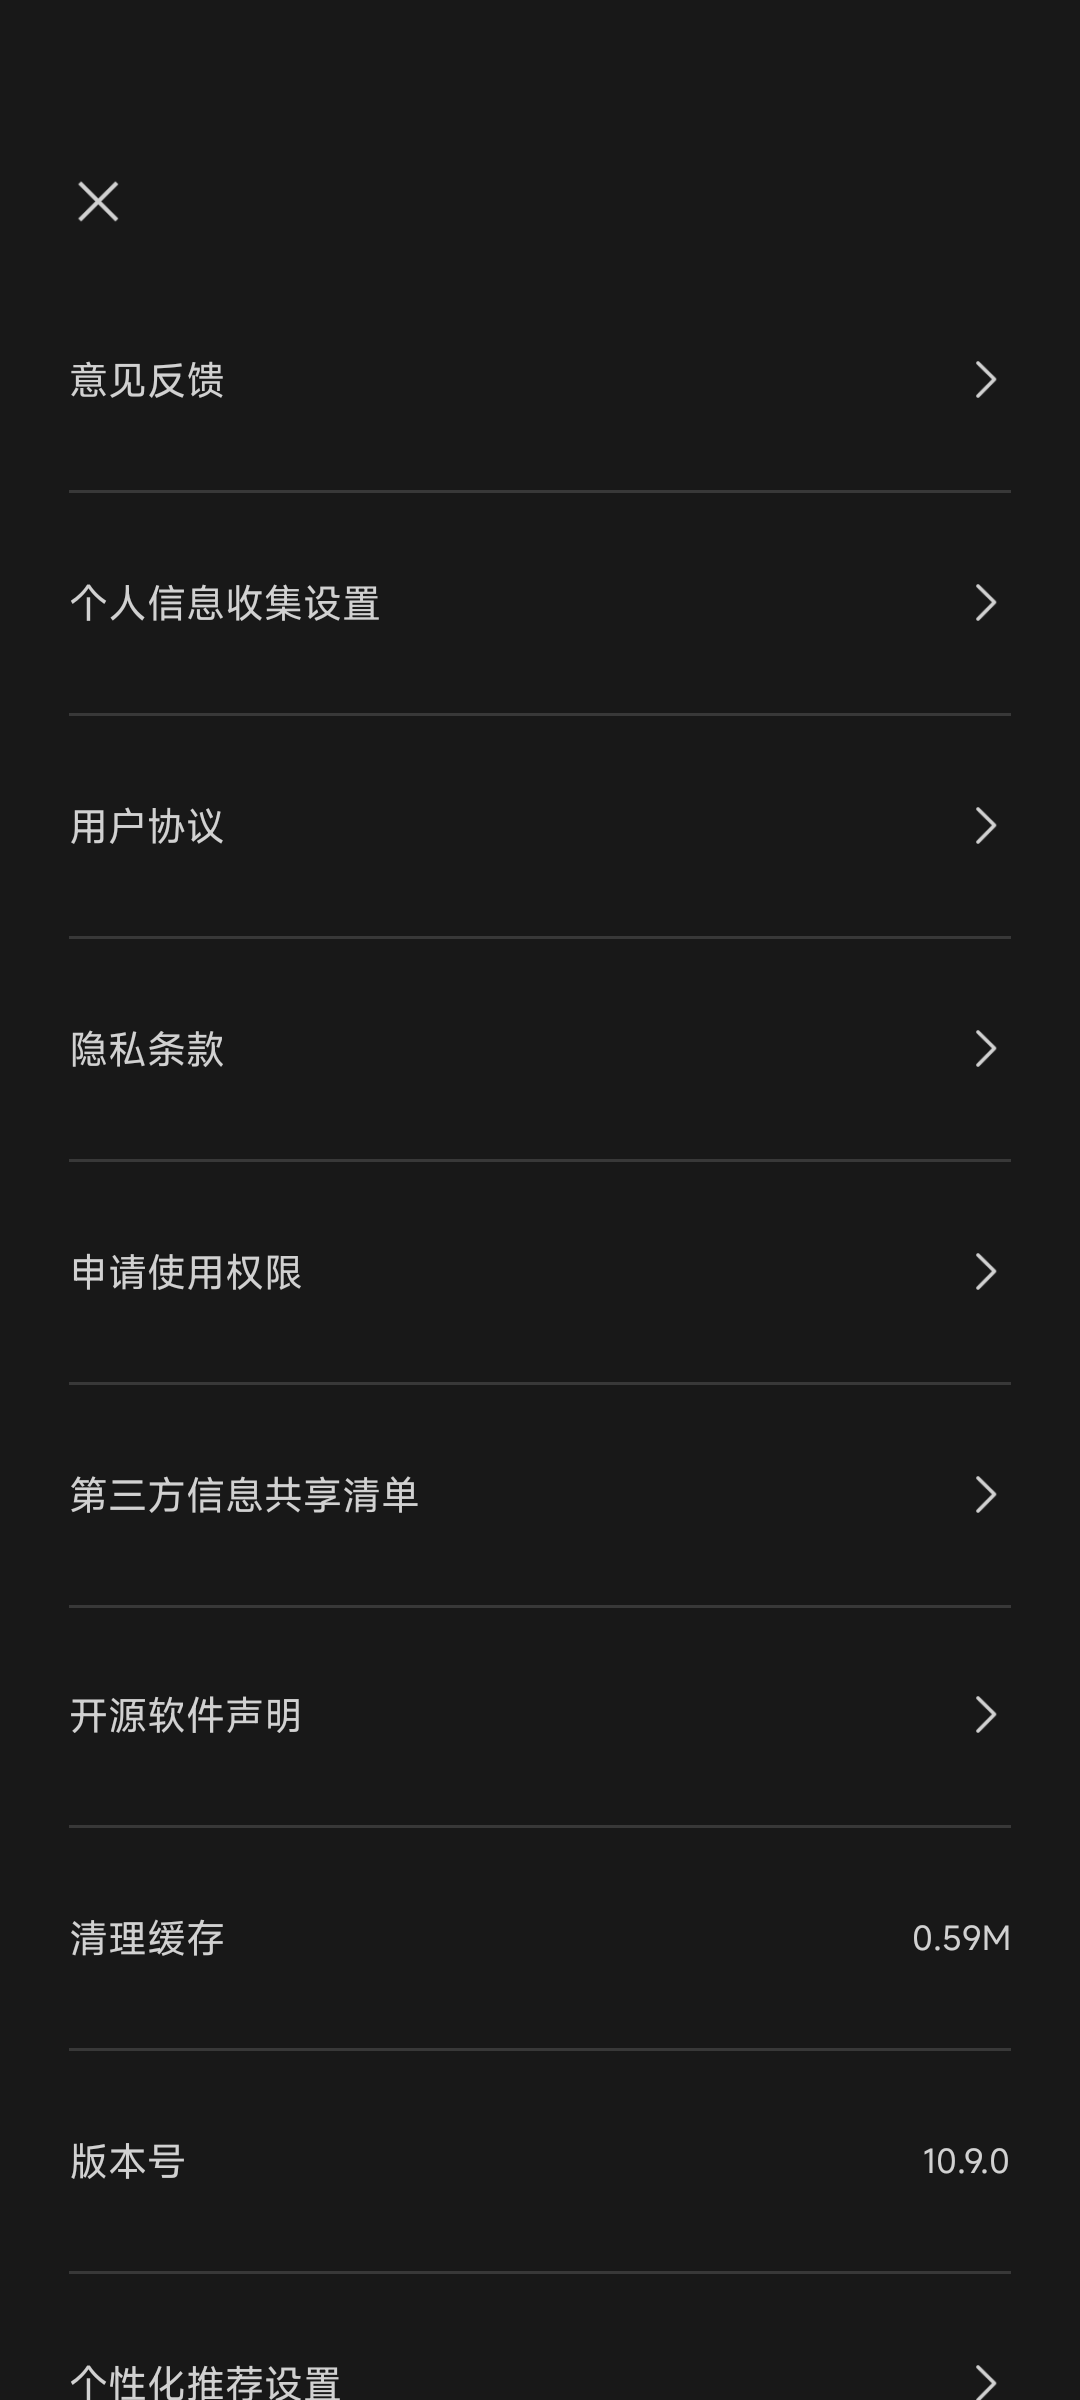 意见反馈
个人信息收集设置
用户协议
隐私条款
申请使用权限
第三方信息共享清单
开源软件声明
清理缓存 0.59M
版本号 10.9.0
个性化推荐设置